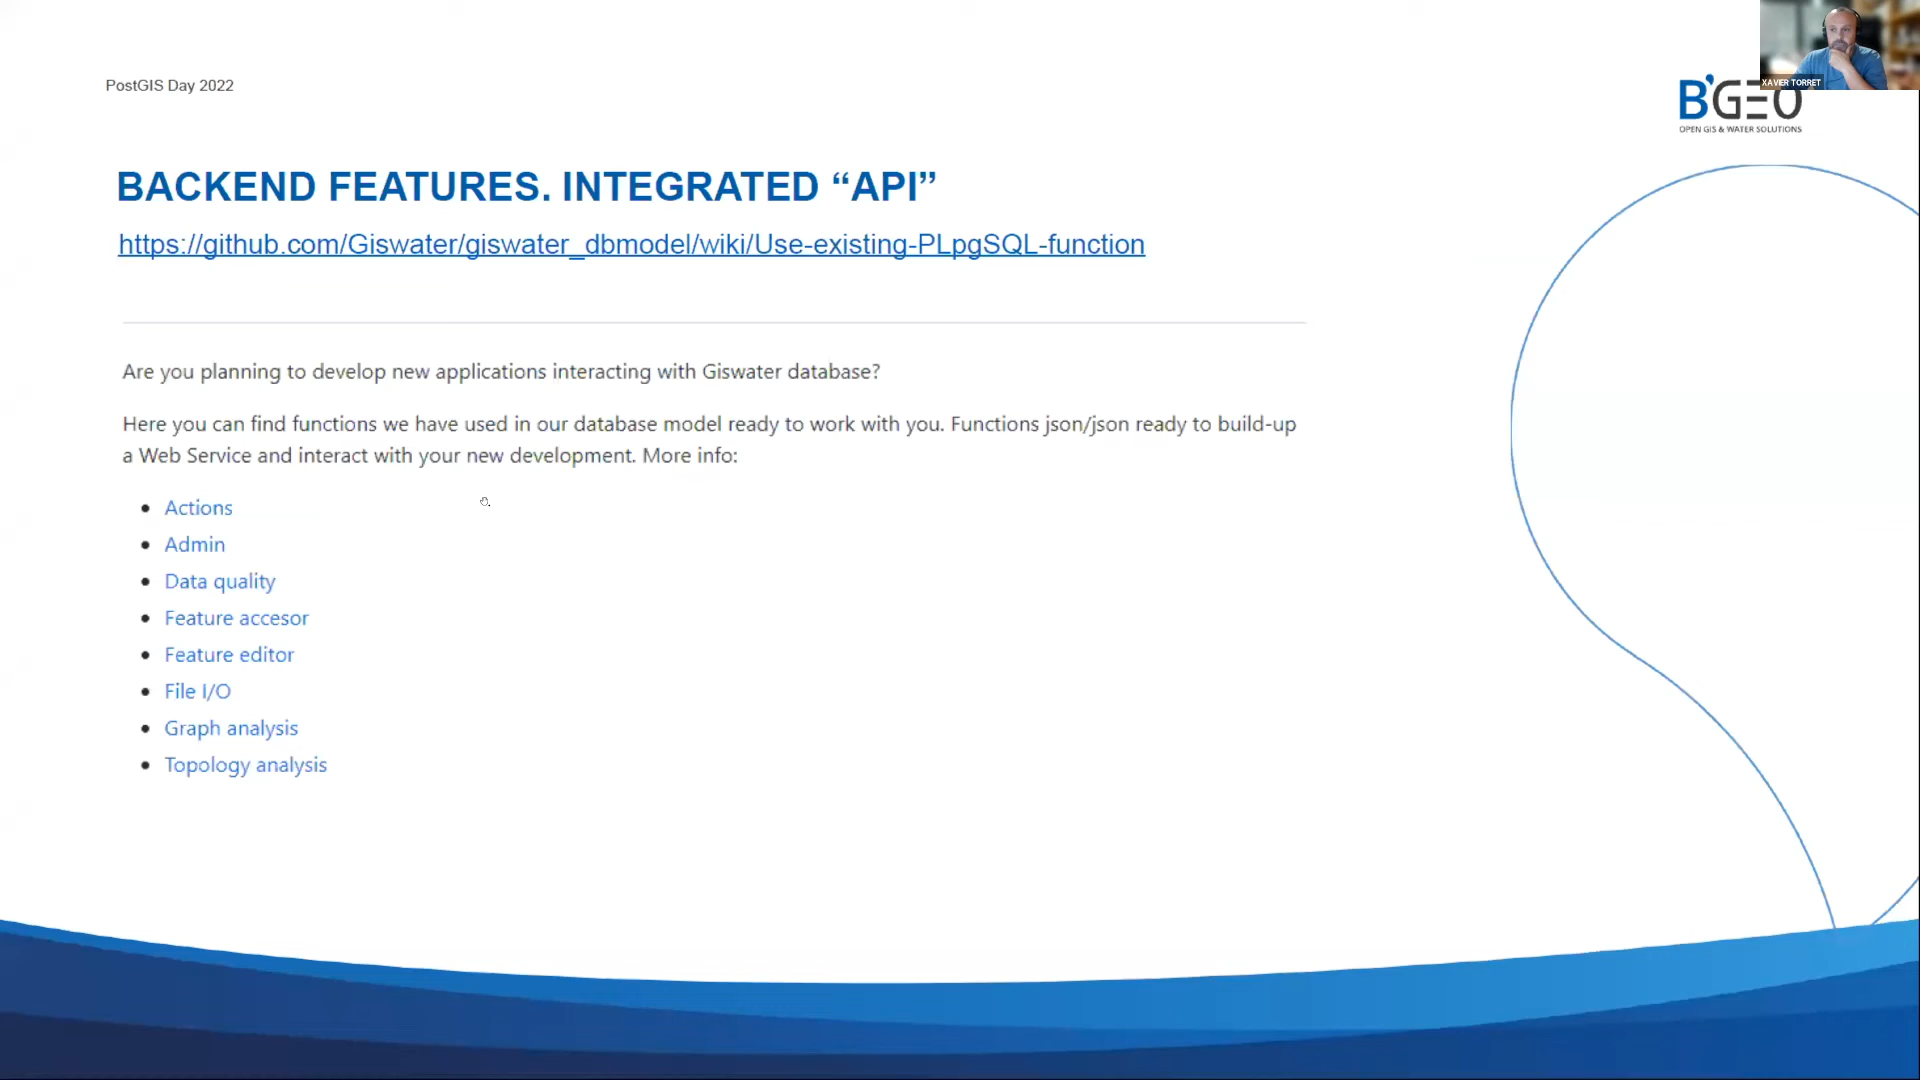 XAVIER TORRET
PostGIS Day 2022
B'GEO
OPEN GIS & WATER SOLUTIONS
BACKEND FEATURES. INTEGRATED “API”
https://github.com/Giswater/giswater_dbmodel/wiki/Use-existing-PLpgSQL-function
Are you planning to develop new applications interacting with Giswater database?
Here you can find functions we have used in our database model ready to work with you. Functions json/json ready to build-up
a Web Service and interact with your new development. More info:
• Actions
• Admin
• Data quality
• Feature accesor
• Feature editor
• File I/O
• Graph analysis
• Topology analysis